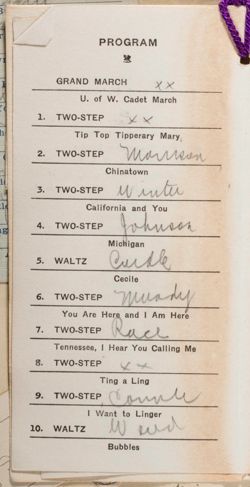 PROGRAM
GRAND MARCH xx
U. of W. Cadet March
1. TWO-STEP xx
Tip Top Tipperary Mary
2. TWO-STEP Morrison
Chinatown
3. TWO-STEP Winter
California and You
4. TWO-STEP Johnson
Michigan
5. WALTZ
Cecile
6. TWO-STEP Moody
You Are Here and I Am Here
7. TWO-STEP Race
Tennessee, I Hear You Calling Me
8. TWO-STEP xx
Ting a Ling
9. TWO-STEP
I Want to Linger
10. WALTZ
Bubbles